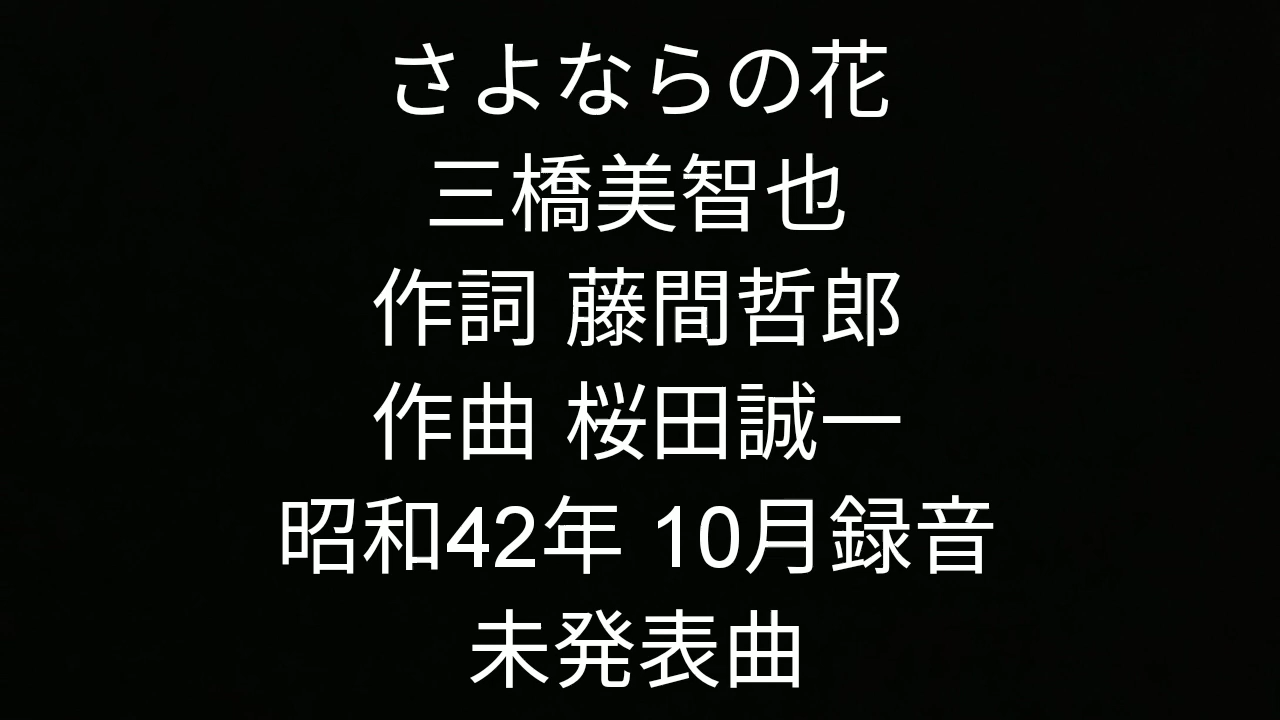 さよならの花
三橋美智也
作詞 藤間哲郎
作曲 桜田誠一
昭和42年 10月録音
未発表曲